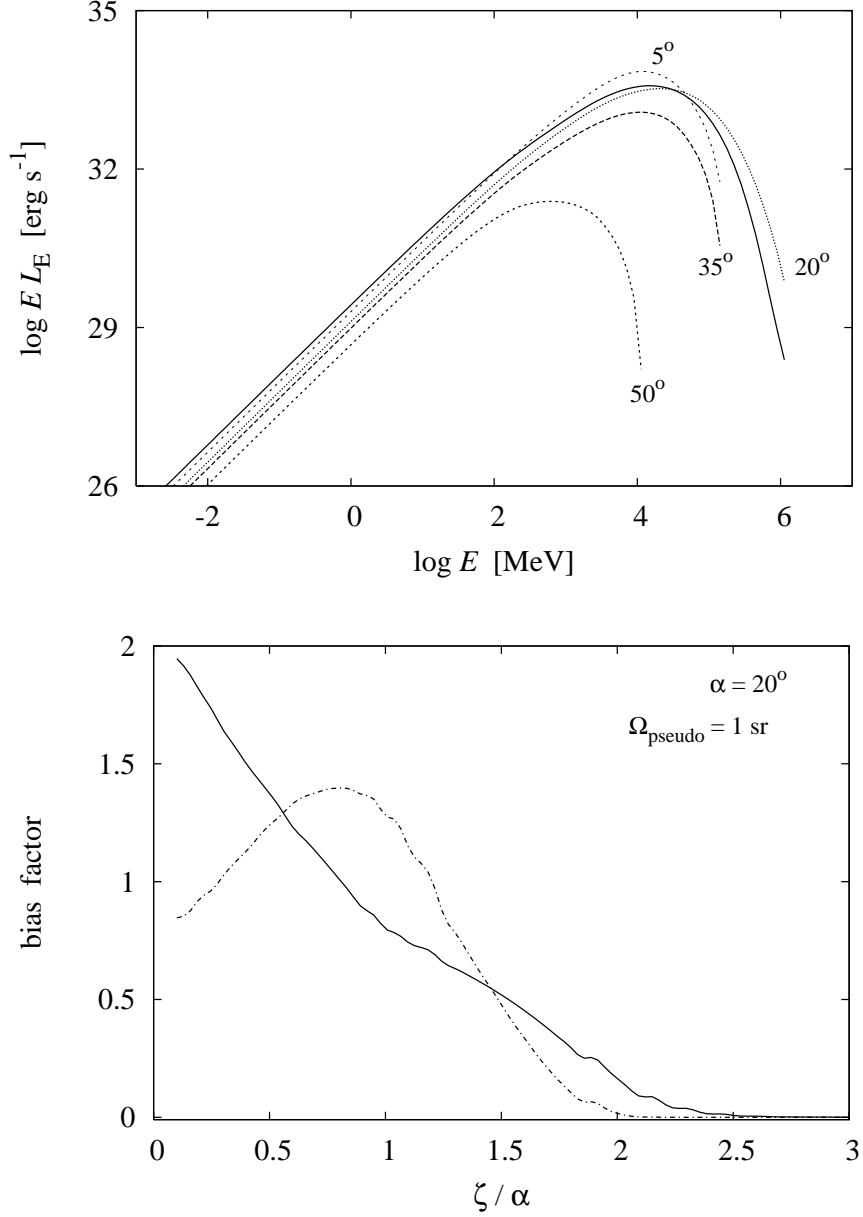 35
32
29
26
log E L_E [erg s⁻¹]
5°
20°
35°
50°
-2 0 2 4 6
log E [MeV]
2
1.5
1
0.5
0
bias factor
α = 20°
Ω_pseudo = 1 sr
0 0.5 1 1.5 2 2.5 3
ζ / α